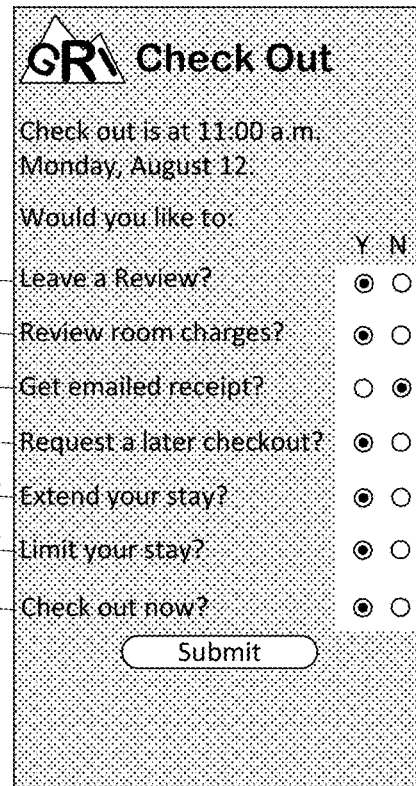 GRI Check Out
Check out is at 11:00 a.m.
Monday, August 12.
Would you like to:
Y N
Leave a Review?
Review room charges?
Get emailed receipt?
Request a later checkout?
Extend your stay?
Limit your stay?
Check out now?
Submit